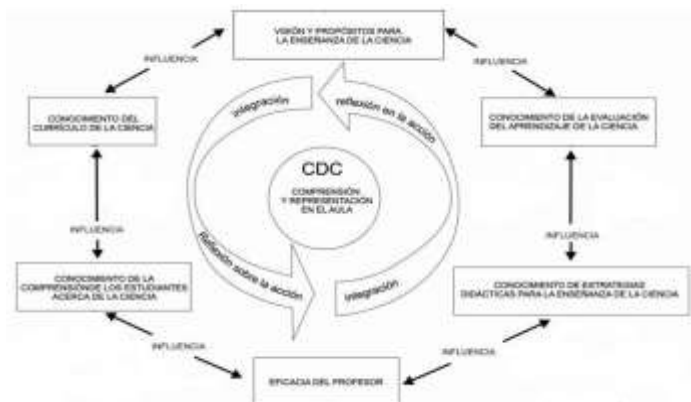 VISIÓN Y PROPÓSITOS PARA
LA ENSEÑANZA DE LA CIENCIA
INFLUENCIA
INFLUENCIA
integración
reflexión en la acción
CONOCIMIENTO DEL
CURRÍCULO DE LA CIENCIA
CONOCIMIENTO DE LA EVALUACIÓN
DEL APRENDIZAJE DE LA CIENCIA
CDC
COMPRENSIÓN
Y REPRESENTACIÓN
EN EL AULA
INFLUENCIA
INFLUENCIA
Reflexión sobre la acción
integración
CONOCIMIENTO DE LA
COMPRENSIÓNDE LOS ESTUDIANTES
ACERCA DE LA CIENCIA
CONOCIMIENTO DE ESTRATEGIAS
DIDÁCTICAS PARA LA ENSEÑANZA DE LA CIENCIA
INFLUENCIA
INFLUENCIA
EFICACIA DEL PROFESOR